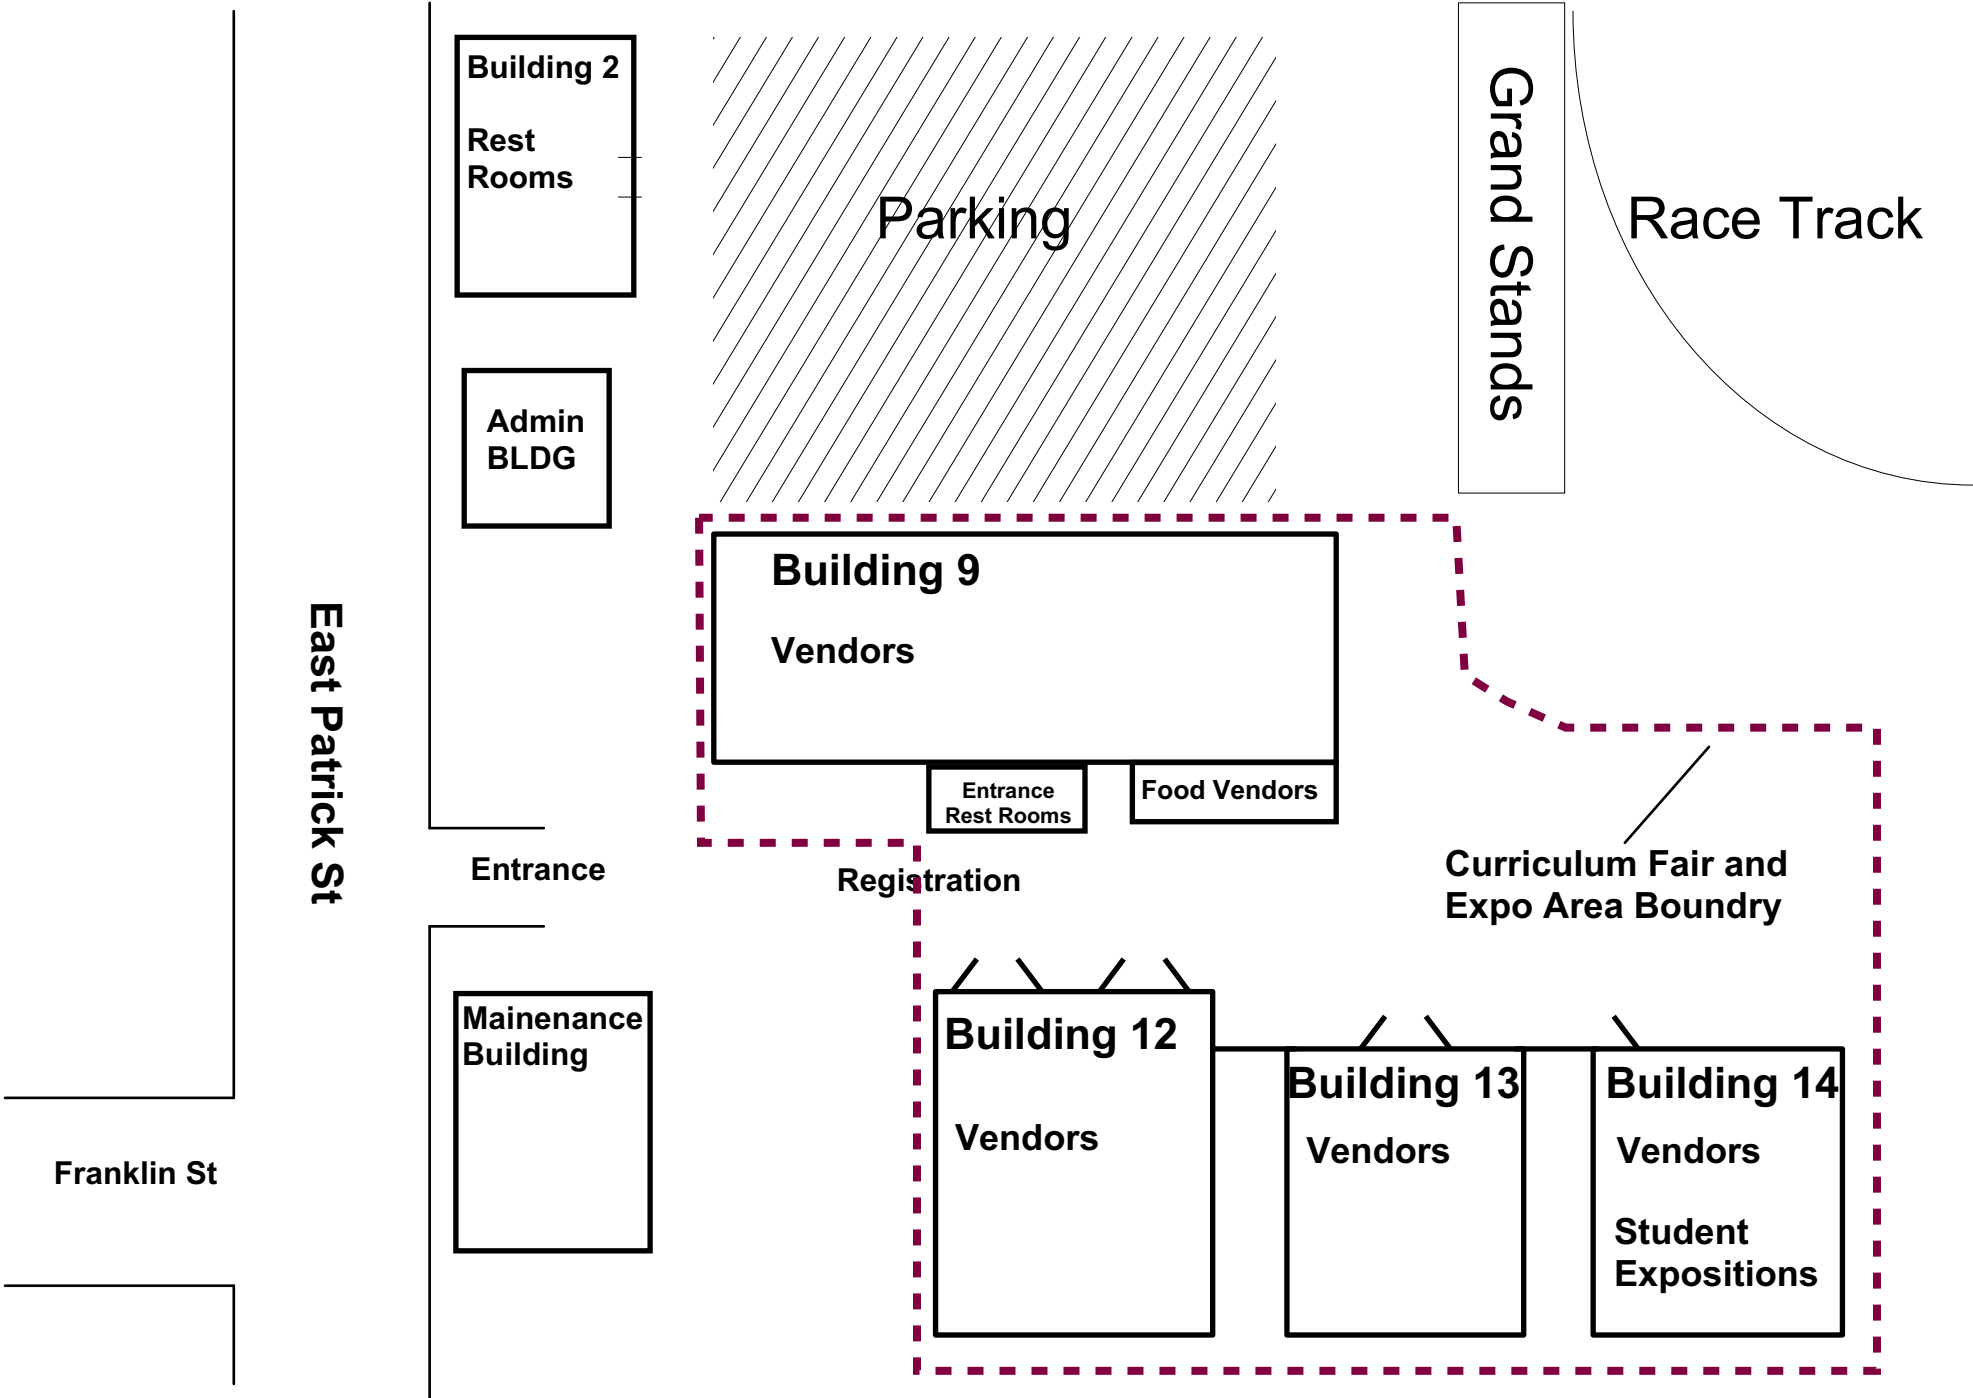 Building 2
Rest
Rooms
Parking
Grand Stands
Race Track
Admin
BLDG
East Patrick St
Building 9
Vendors
Entrance
Rest Rooms
Food Vendors
Entrance
Registration
Curriculum Fair and
Expo Area Boundry
Mainenance
Building
Building 12
Vendors
Building 13
Vendors
Building 14
Vendors
Student
Expositions
Franklin St